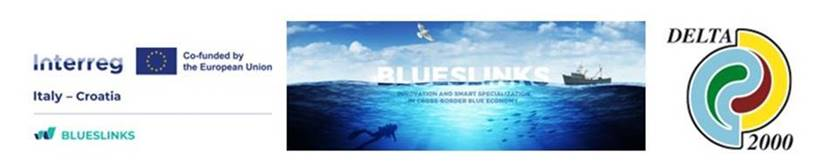 Interreg
Co-funded by
the European Union
Italy – Croatia
BLUESLINKS
BLUESLINKS
INNOVATION AND SMART SPECIALIZATION
IN CROSS-BORDER BLUE ECONOMY
DELTA
2000